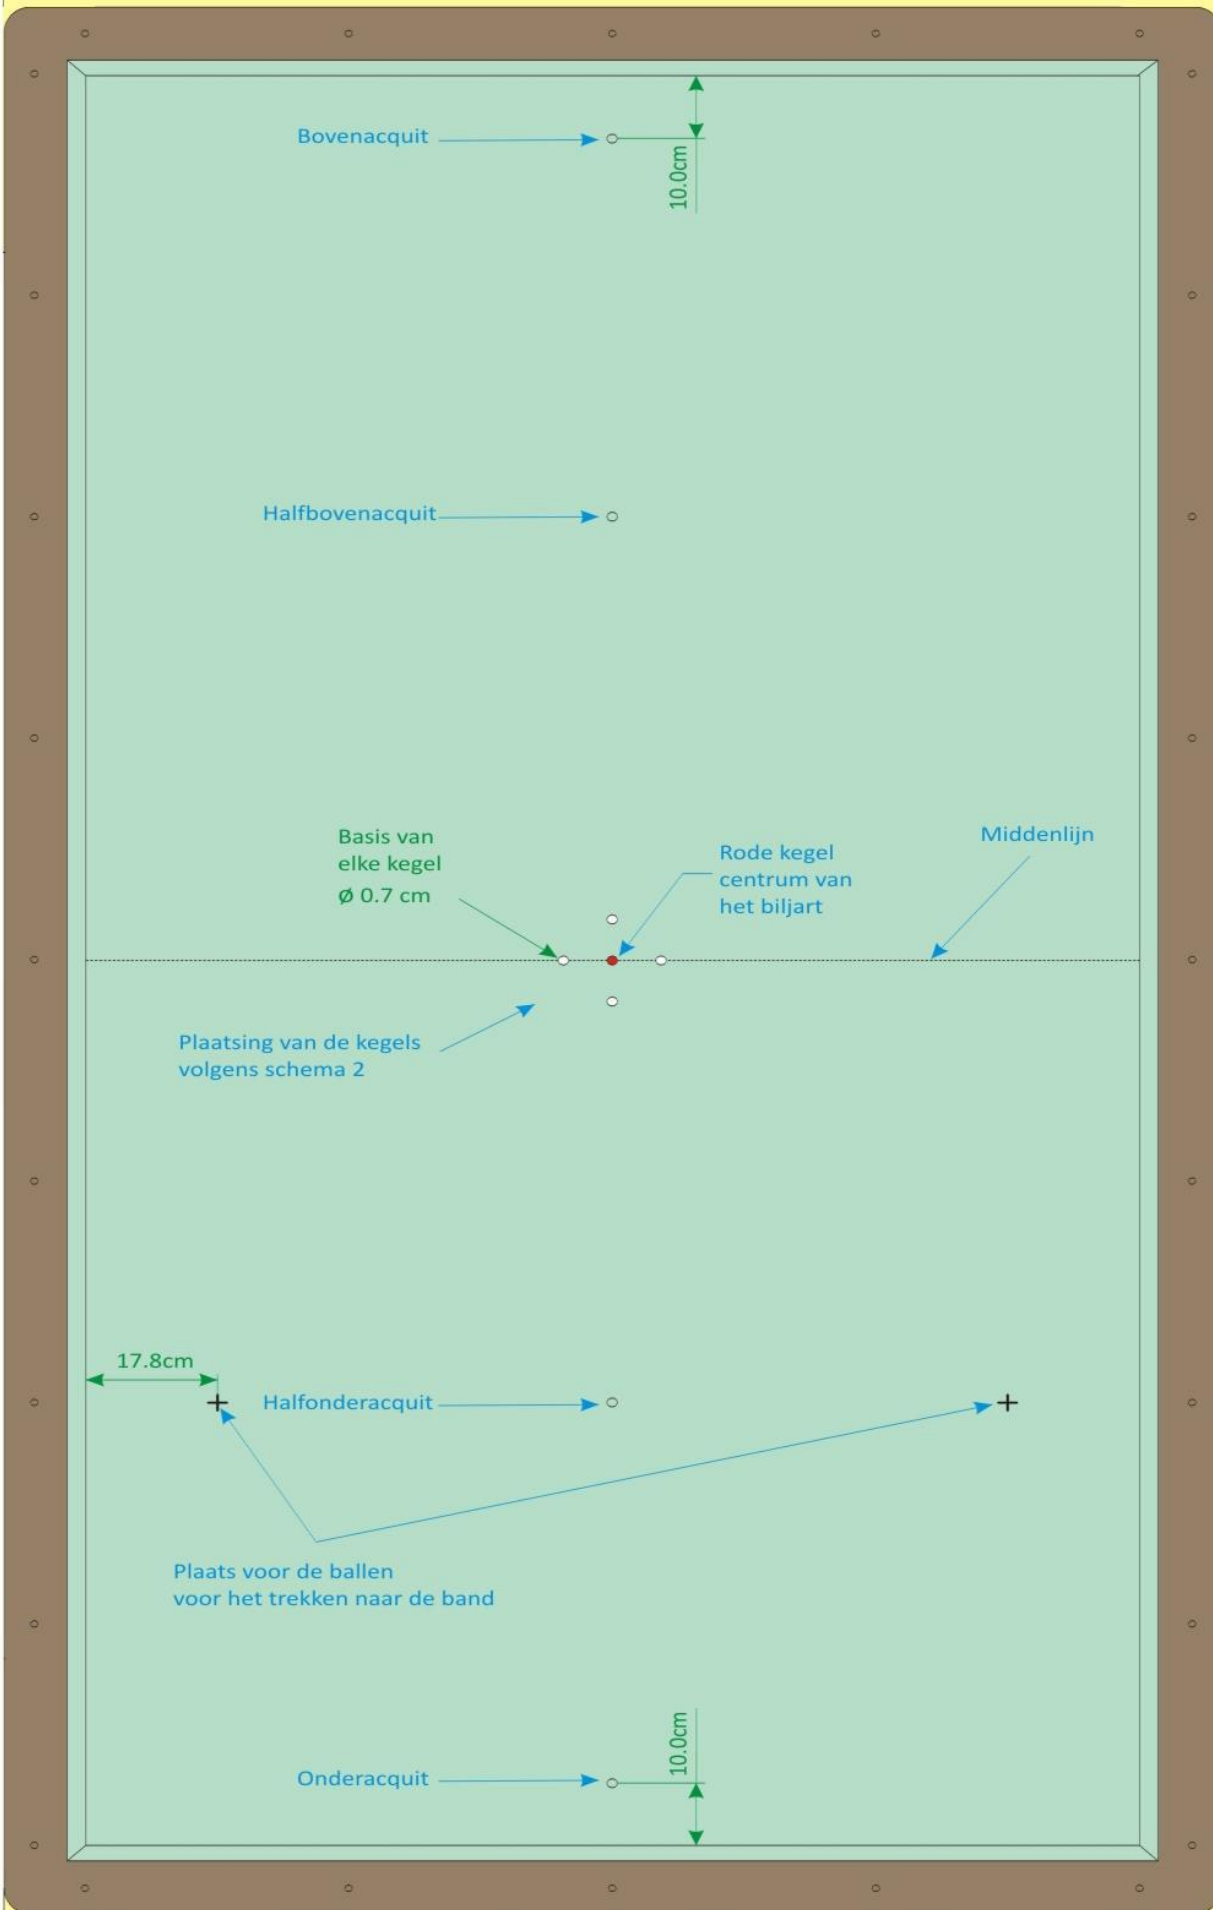 Bovenacquit
10.0cm
Halfbovenacquit
Basis van
elke kegel
Ø 0.7 cm
Rode kegel
centrum van
het biljart
Middenlijn
Plaatsing van de kegels
volgens schema 2
17.8cm
Halfonderacquit
Plaats voor de ballen
voor het trekken naar de band
10.0cm
Onderacquit